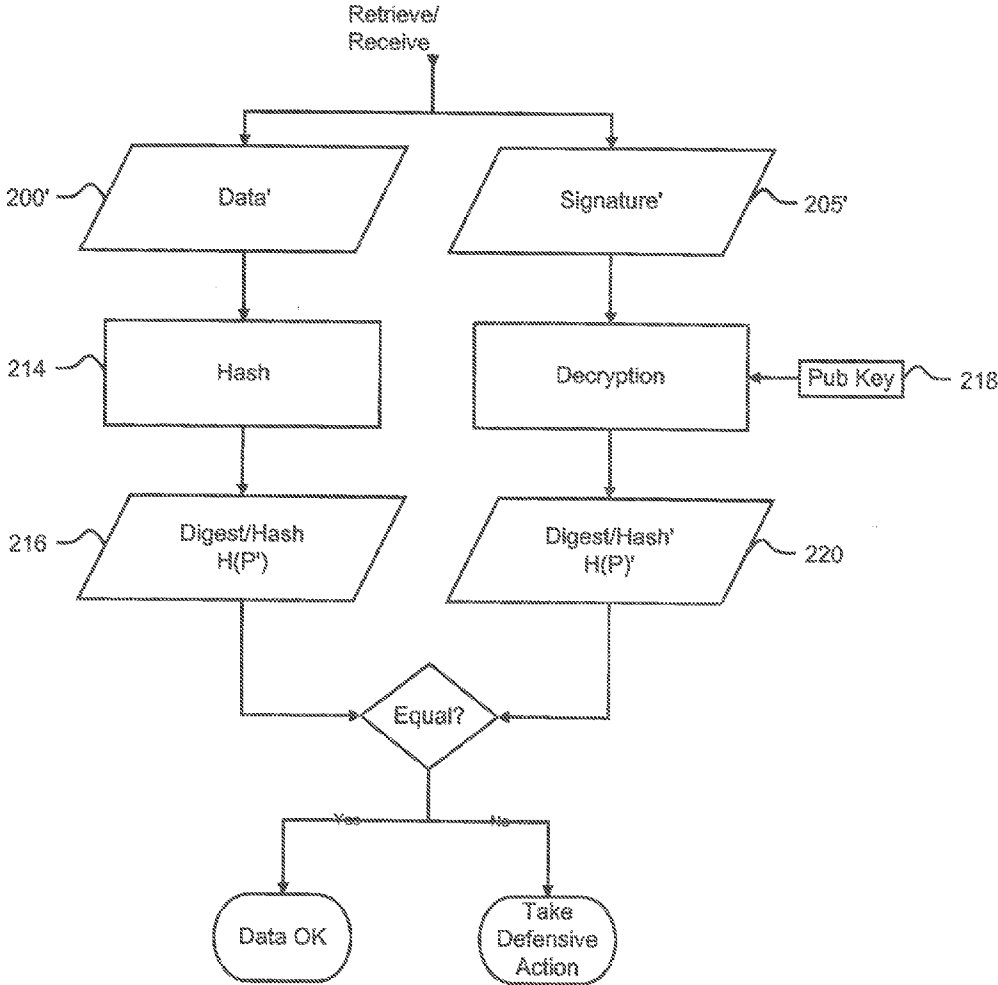 Retrieve/
Receive
200'
Data'
Signature'
205'
214
Hash
Decryption
Pub Key
218
216
Digest/Hash
H(P')
Digest/Hash'
H(P)'
220
Equal?
Yes
No
Data OK
Take
Defensive
Action